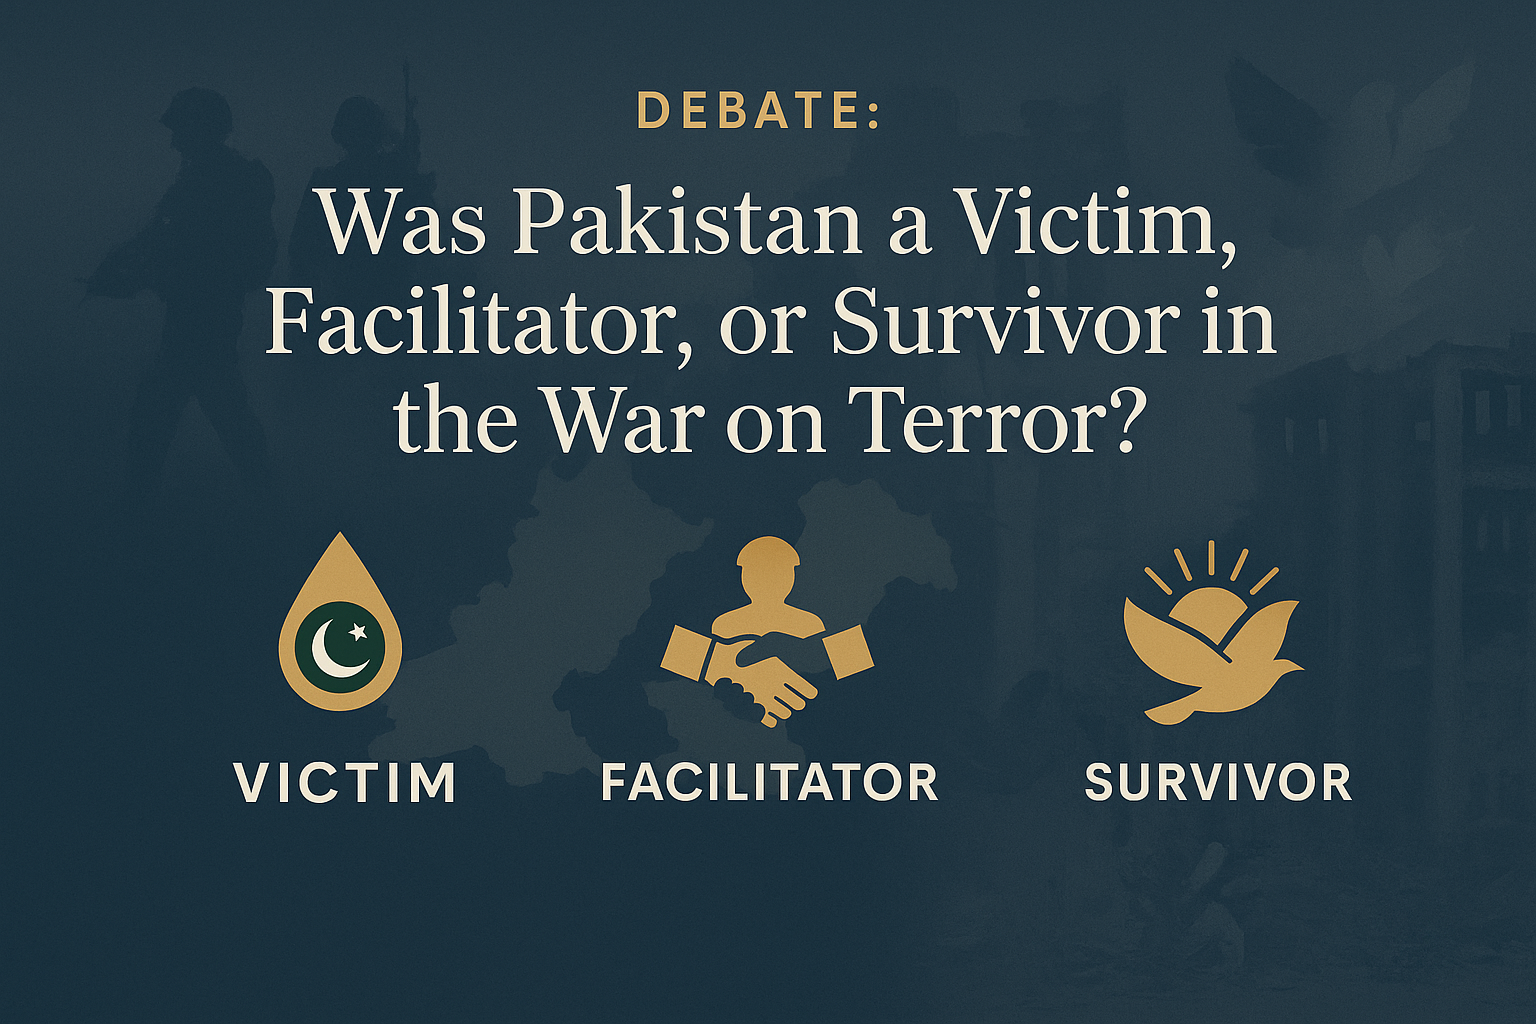 DEBATE:
Was Pakistan a Victim,
Facilitator, or Survivor in
the War on Terror?
VICTIM
FACILITATOR
SURVIVOR